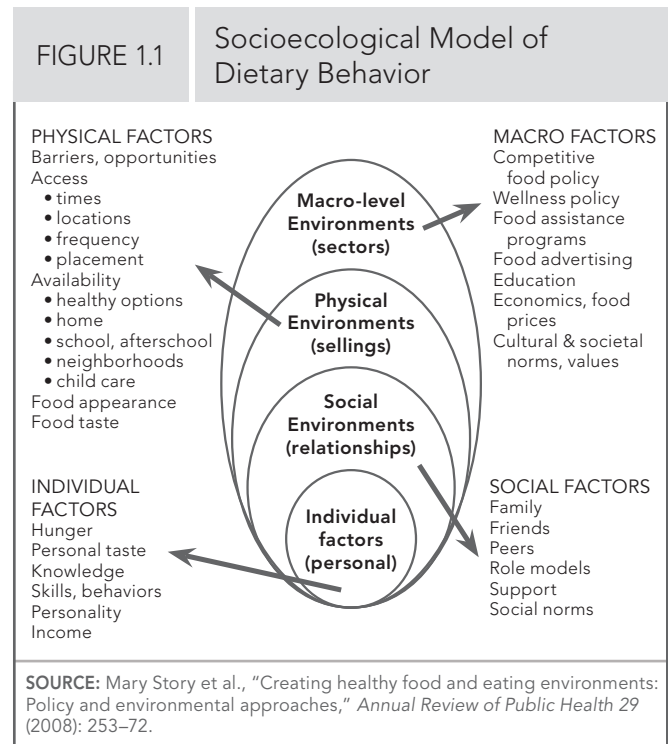 FIGURE 1.1
Socioecological Model of
Dietary Behavior
PHYSICAL FACTORS
Barriers, opportunities
Access
• times
• locations
• frequency
• placement
Availability
• healthy options
• home
• school, afterschool
• neighborhoods
• child care
Food appearance
Food taste
INDIVIDUAL
FACTORS
Hunger
Personal taste
Knowledge
Skills, behaviors
Personality
Income
Macro-level
Environments
(sectors)
Physical
Environments
(sellings)
Social
Environments
(relationships)
Individual
factors
(personal)
MACRO FACTORS
Competitive
food policy
Wellness policy
Food assistance
programs
Food advertising
Education
Economics, food
prices
Cultural & societal
norms, values
SOCIAL FACTORS
Family
Friends
Peers
Role models
Support
Social norms
SOURCE: Mary Story et al., “Creating healthy food and eating environments:
Policy and environmental approaches,” Annual Review of Public Health 29
(2008): 253–72.